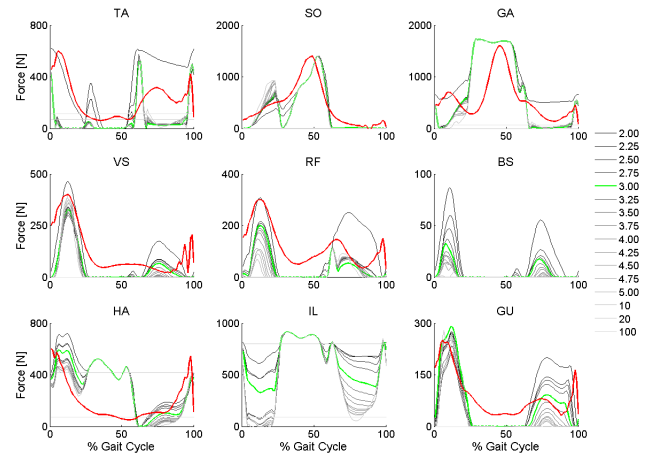 TA SO GA
Force [N] 800 400 0 0 50 100
2000 1000 0 0 50 100
2000 1000 0 0 50 100
VS RF BS
Force [N] 500 250 0 0 50 100
400 200 0 0 50 100
100 50 0 0 50 100
HA IL GU
Force [N] 800 400 0 0 50 100
1000 500 0 0 50 100
300 150 0 0 50 100
% Gait Cycle % Gait Cycle % Gait Cycle
2.00
2.25
2.50
2.75
3.00
3.25
3.50
3.75
4.00
4.25
4.50
4.75
5.00
10
20
100